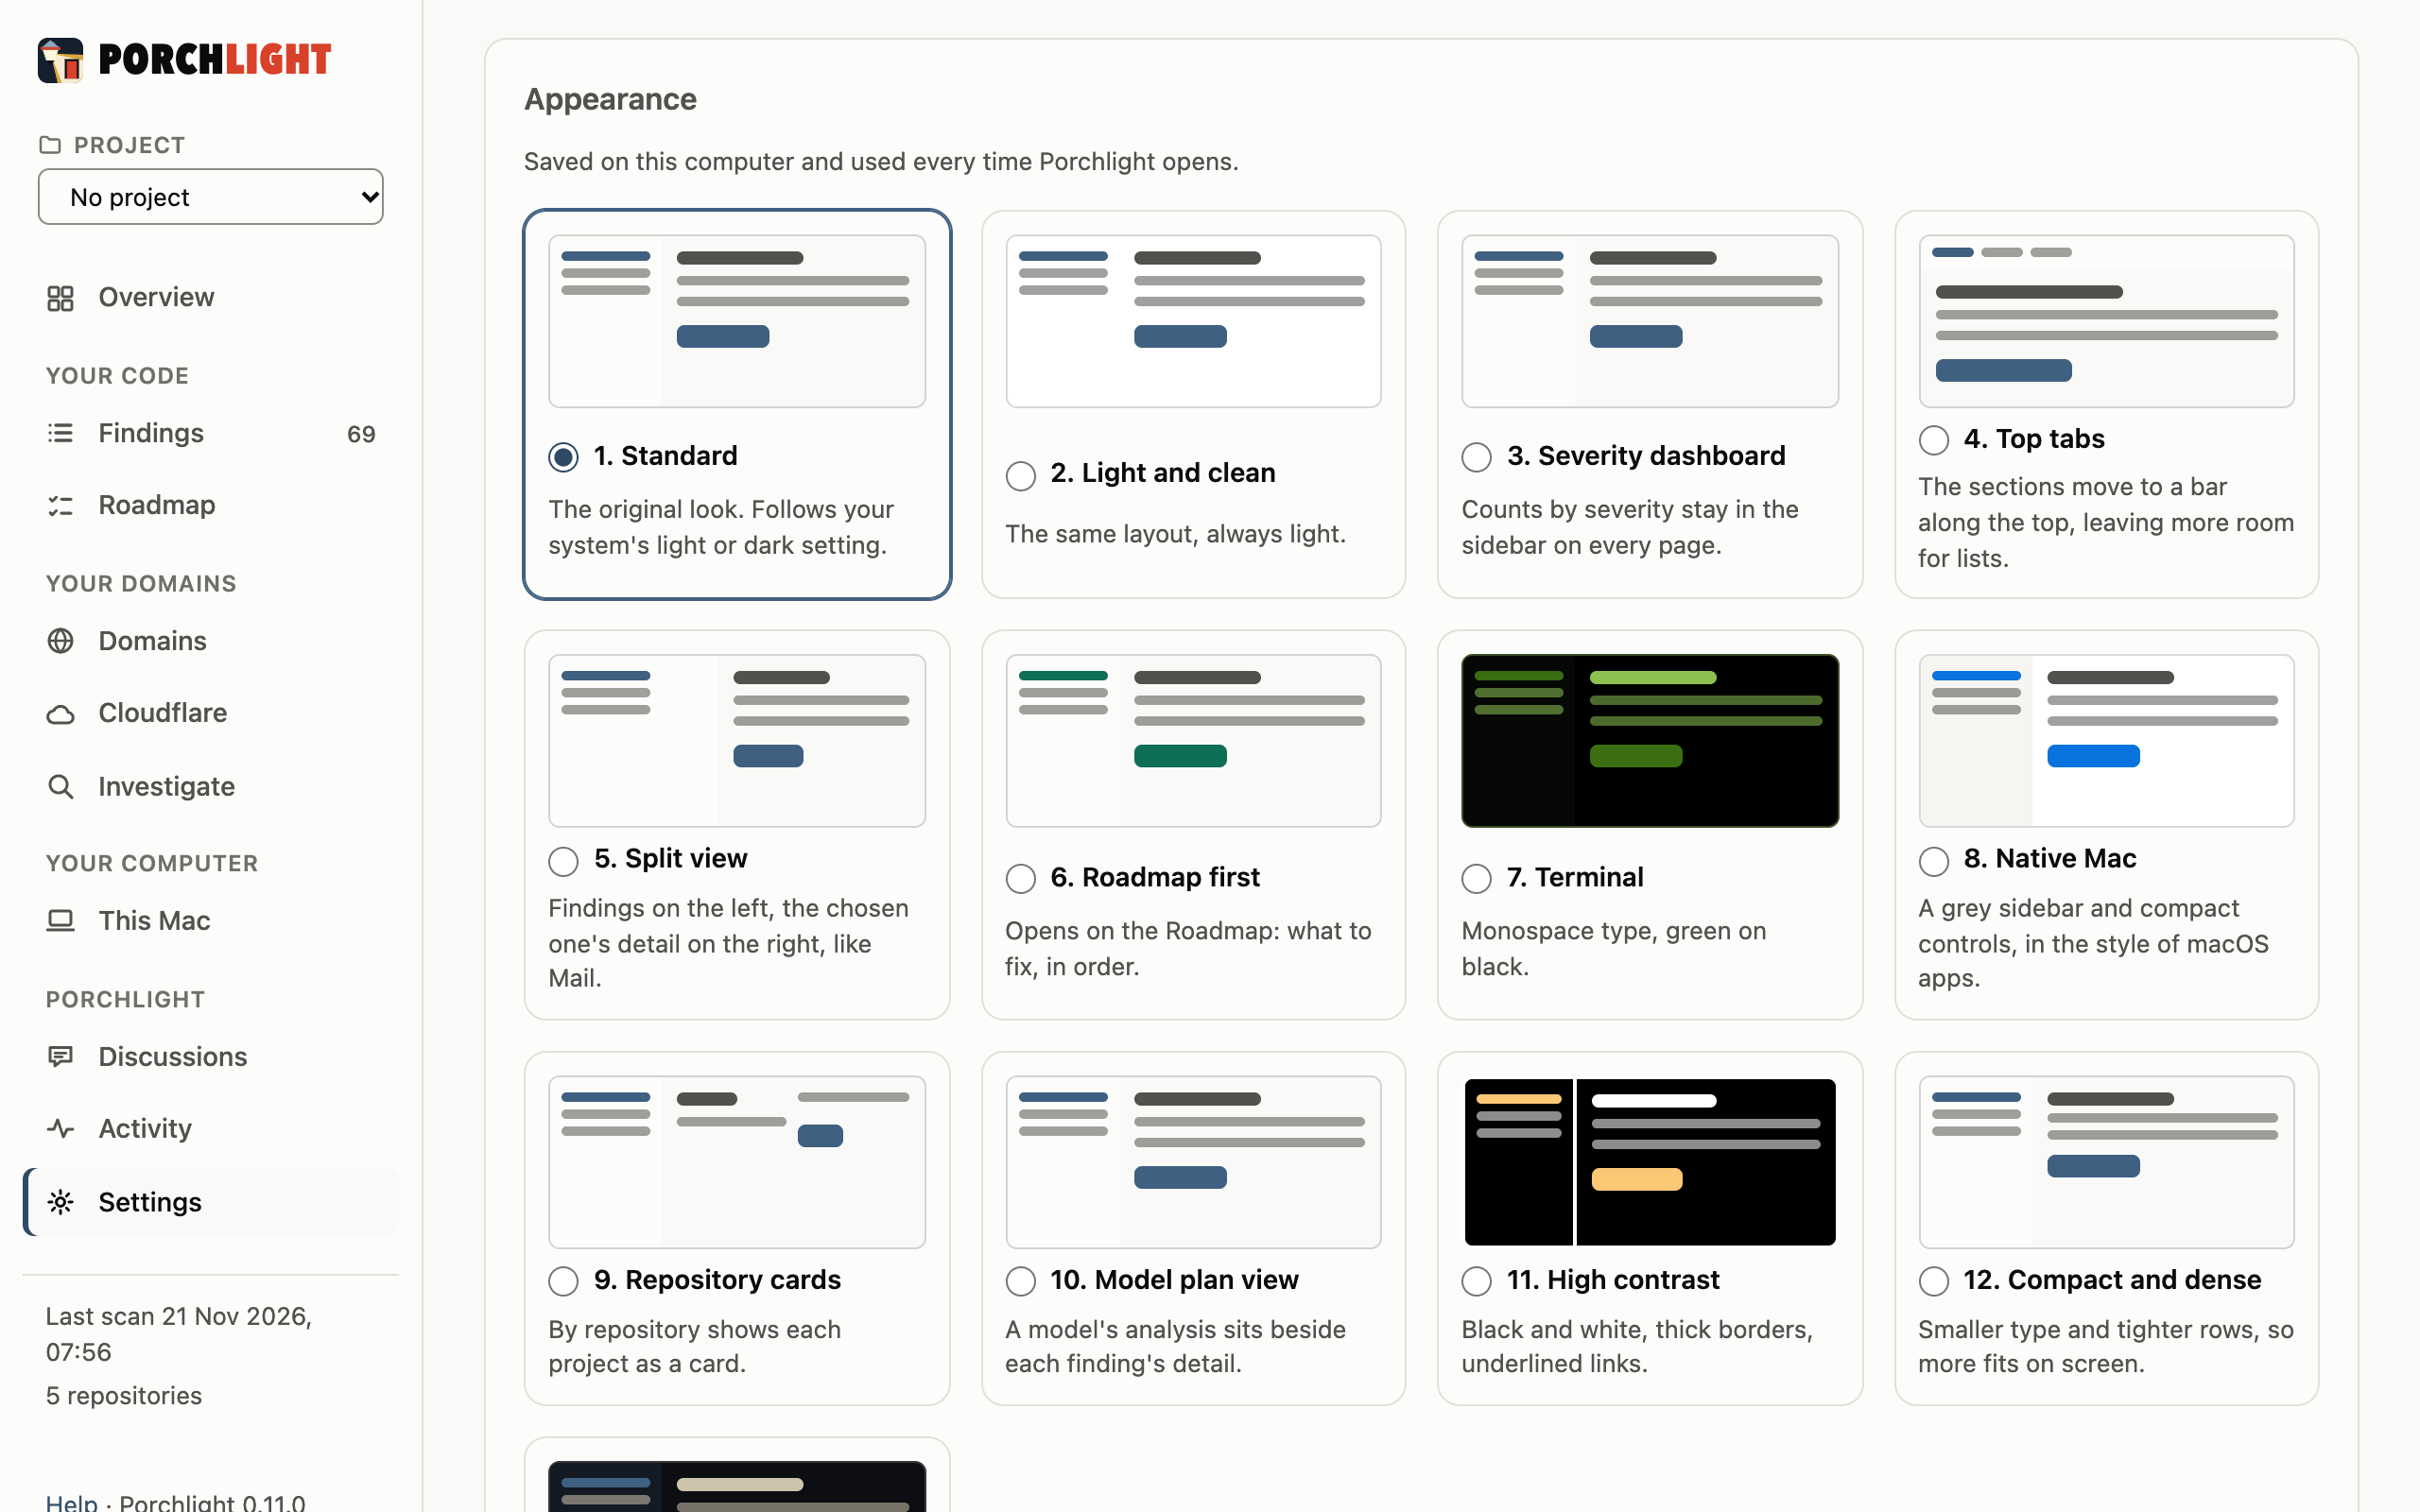 PORCHLIGHT
PROJECT
No project
Overview
YOUR CODE
Findings 69
Roadmap
YOUR DOMAINS
Domains
Cloudflare
Investigate
YOUR COMPUTER
This Mac
PORCHLIGHT
Discussions
Activity
Settings
Last scan 21 Nov 2026,
07:56
5 repositories
Help · Porchlight 0.11.0
Appearance
Saved on this computer and used every time Porchlight opens.
1. Standard
The original look. Follows your
system's light or dark setting.
2. Light and clean
The same layout, always light.
3. Severity dashboard
Counts by severity stay in the
sidebar on every page.
4. Top tabs
The sections move to a bar
along the top, leaving more room
for lists.
5. Split view
Findings on the left, the chosen
one's detail on the right, like
Mail.
6. Roadmap first
Opens on the Roadmap: what to
fix, in order.
7. Terminal
Monospace type, green on
black.
8. Native Mac
A grey sidebar and compact
controls, in the style of macOS
apps.
9. Repository cards
By repository shows each
project as a card.
10. Model plan view
A model's analysis sits beside
each finding's detail.
11. High contrast
Black and white, thick borders,
underlined links.
12. Compact and dense
Smaller type and tighter rows, so
more fits on screen.